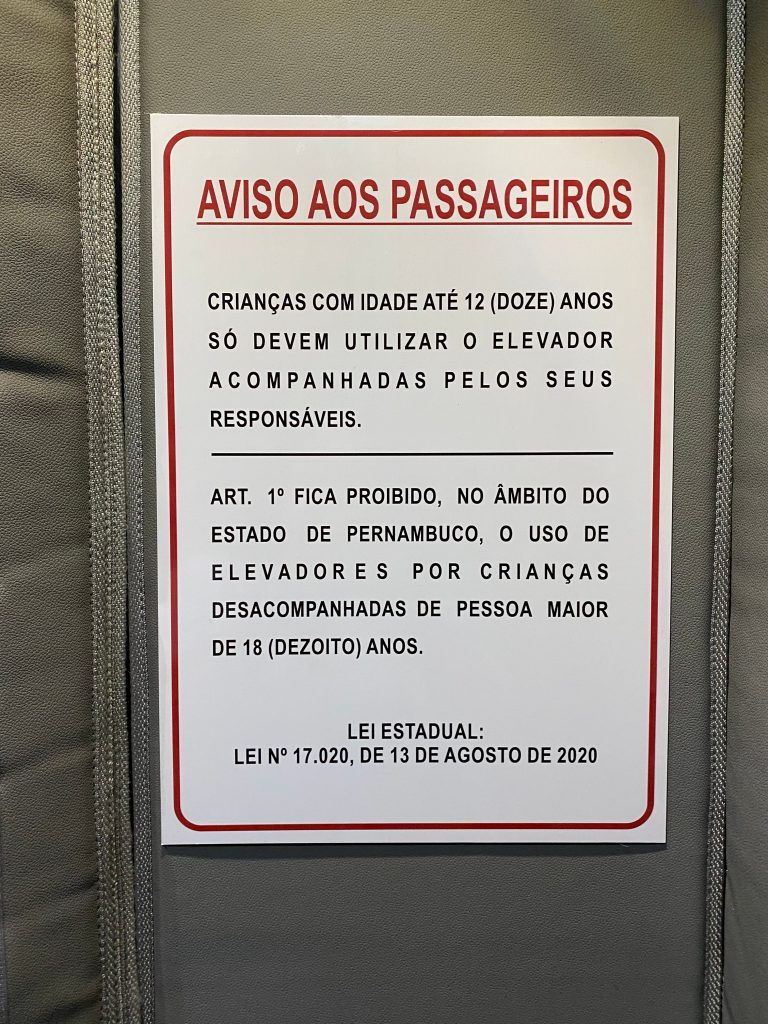 AVISO AOS PASSAGEIROS
CRIANÇAS COM IDADE ATÉ 12 (DOZE) ANOS
SÓ DEVEM UTILIZAR O ELEVADOR
ACOMPANHADAS PELOS SEUS
RESPONSÁVEIS.
ART. 1º FICA PROIBIDO, NO ÂMBITO DO
ESTADO DE PERNAMBUCO, O USO DE
ELEVADORES POR CRIANÇAS
DESACOMPANHADAS DE PESSOA MAIOR
DE 18 (DEZOITO) ANOS.
LEI ESTADUAL:
LEI Nº 17.020, DE 13 DE AGOSTO DE 2020